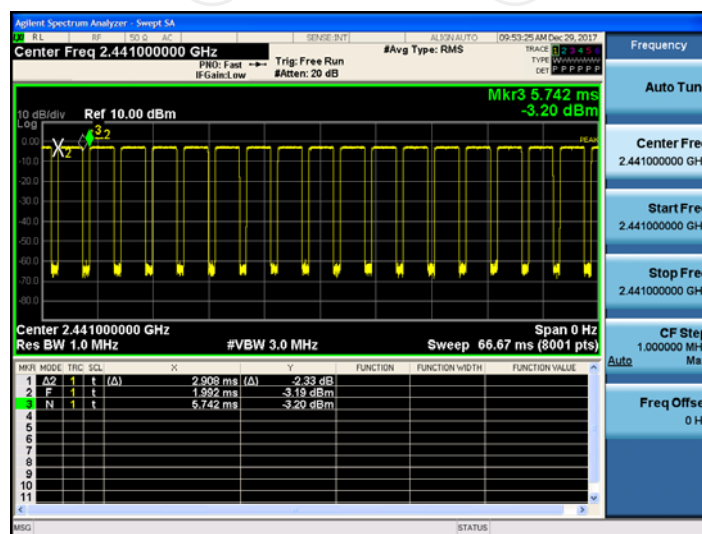 Agilent Spectrum Analyzer - Swept SA
RL RF 50 Ω AC SENSE:INT ALIGN AUTO 09:53:25 AM Dec 29, 2017
Center Freq 2.441000000 GHz
PNO: Fast
IFGain:Low
Trig: Free Run
#Atten: 20 dB
#Avg Type: RMS
TRACE 1 2 3 4 5 6
TYPE
DET P P P P P P
Mkr3 5.742 ms
-3.20 dBm
10 dB/div Ref 10.00 dBm
Log
0.00
-10.0
-20.0
-30.0
-40.0
-50.0
-60.0
-70.0
-80.0
X2
3
2
PEAK
Center 2.441000000 GHz Span 0 Hz
Res BW 1.0 MHz #VBW 3.0 MHz Sweep 66.67 ms (8001 pts)
MKR MODE TRC SCL X Y FUNCTION FUNCTION WIDTH FUNCTION VALUE
1 Δ2 1 t (Δ) 2.908 ms (Δ) -2.33 dB
2 F 1 t 1.992 ms -3.19 dBm
3 N 1 t 5.742 ms -3.20 dBm
4
5
6
7
8
9
10
11
MSG STATUS
Frequency
Auto Tun
Center Fre
2.441000000 GH
Start Fre
2.441000000 GH
Stop Fre
2.441000000 GH
CF Step
1.000000 MH
Auto Ma
Freq Offse
0 H